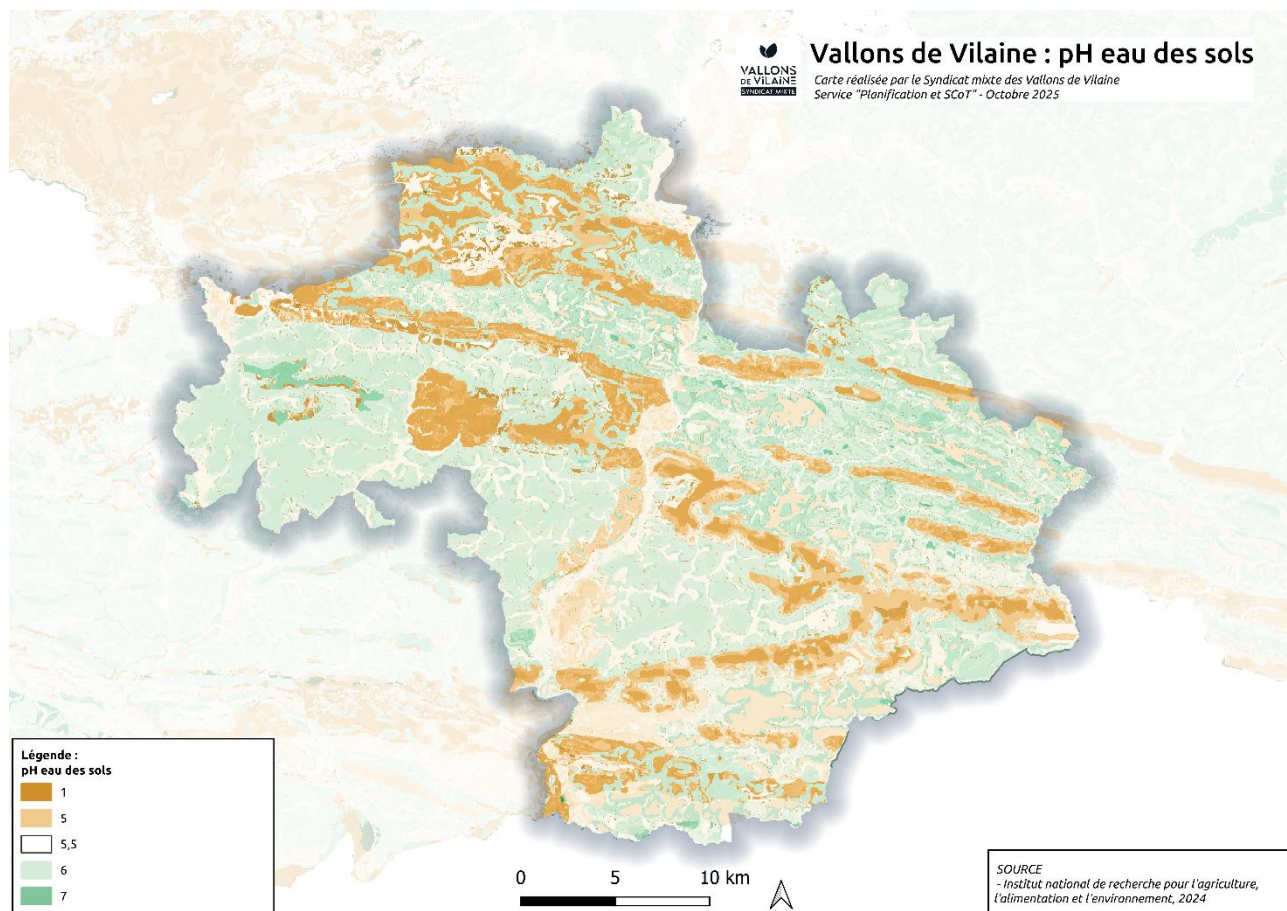 VALLONS
DE VILAINE
SYNDICAT MIXTE
Vallons de Vilaine : pH eau des sols
Carte réalisée par le Syndicat mixte des Vallons de Vilaine
Service "Planification et SCoT" - Octobre 2025
Légende :
pH eau des sols
1
5
5,5
6
7
0 5 10 km
SOURCE
- Institut national de recherche pour l'agriculture,
l'alimentation et l'environnement, 2024